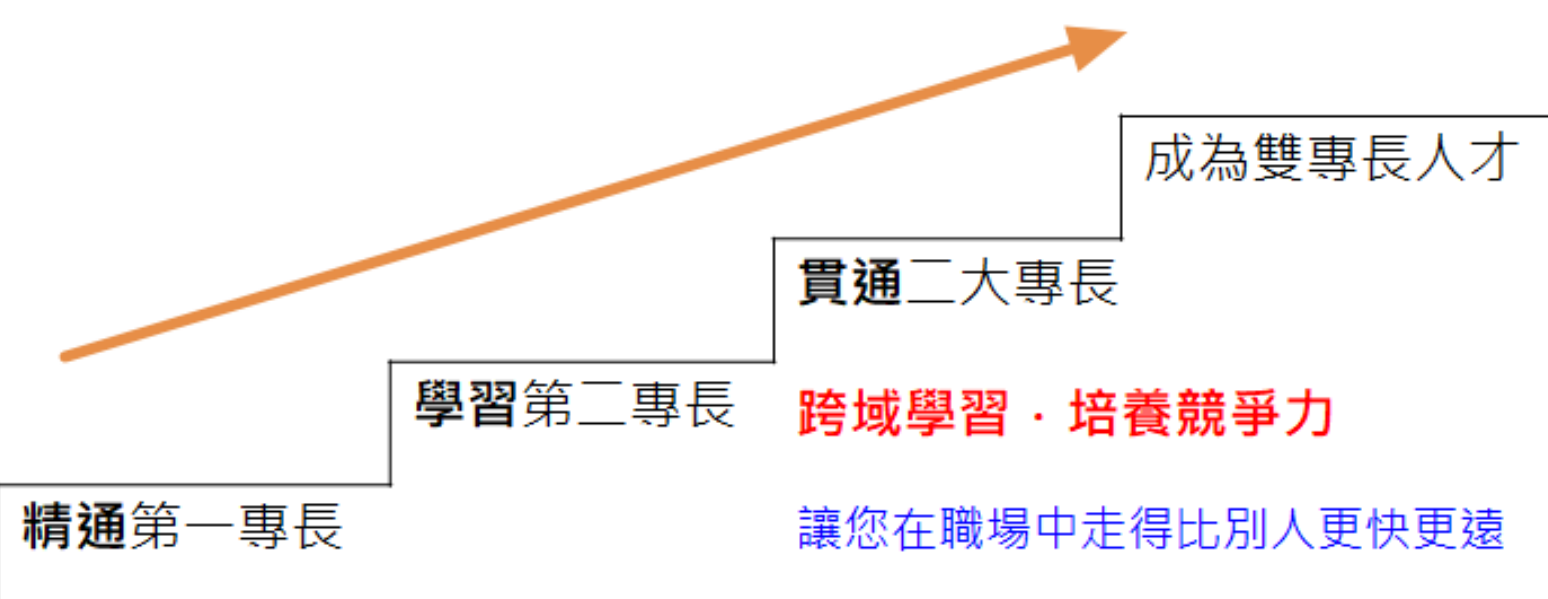 成為雙專長人才
貫通二大專長
學習第二專長
跨域學習．培養競爭力
精通第一專長
讓您在職場中走得比別人更快更遠